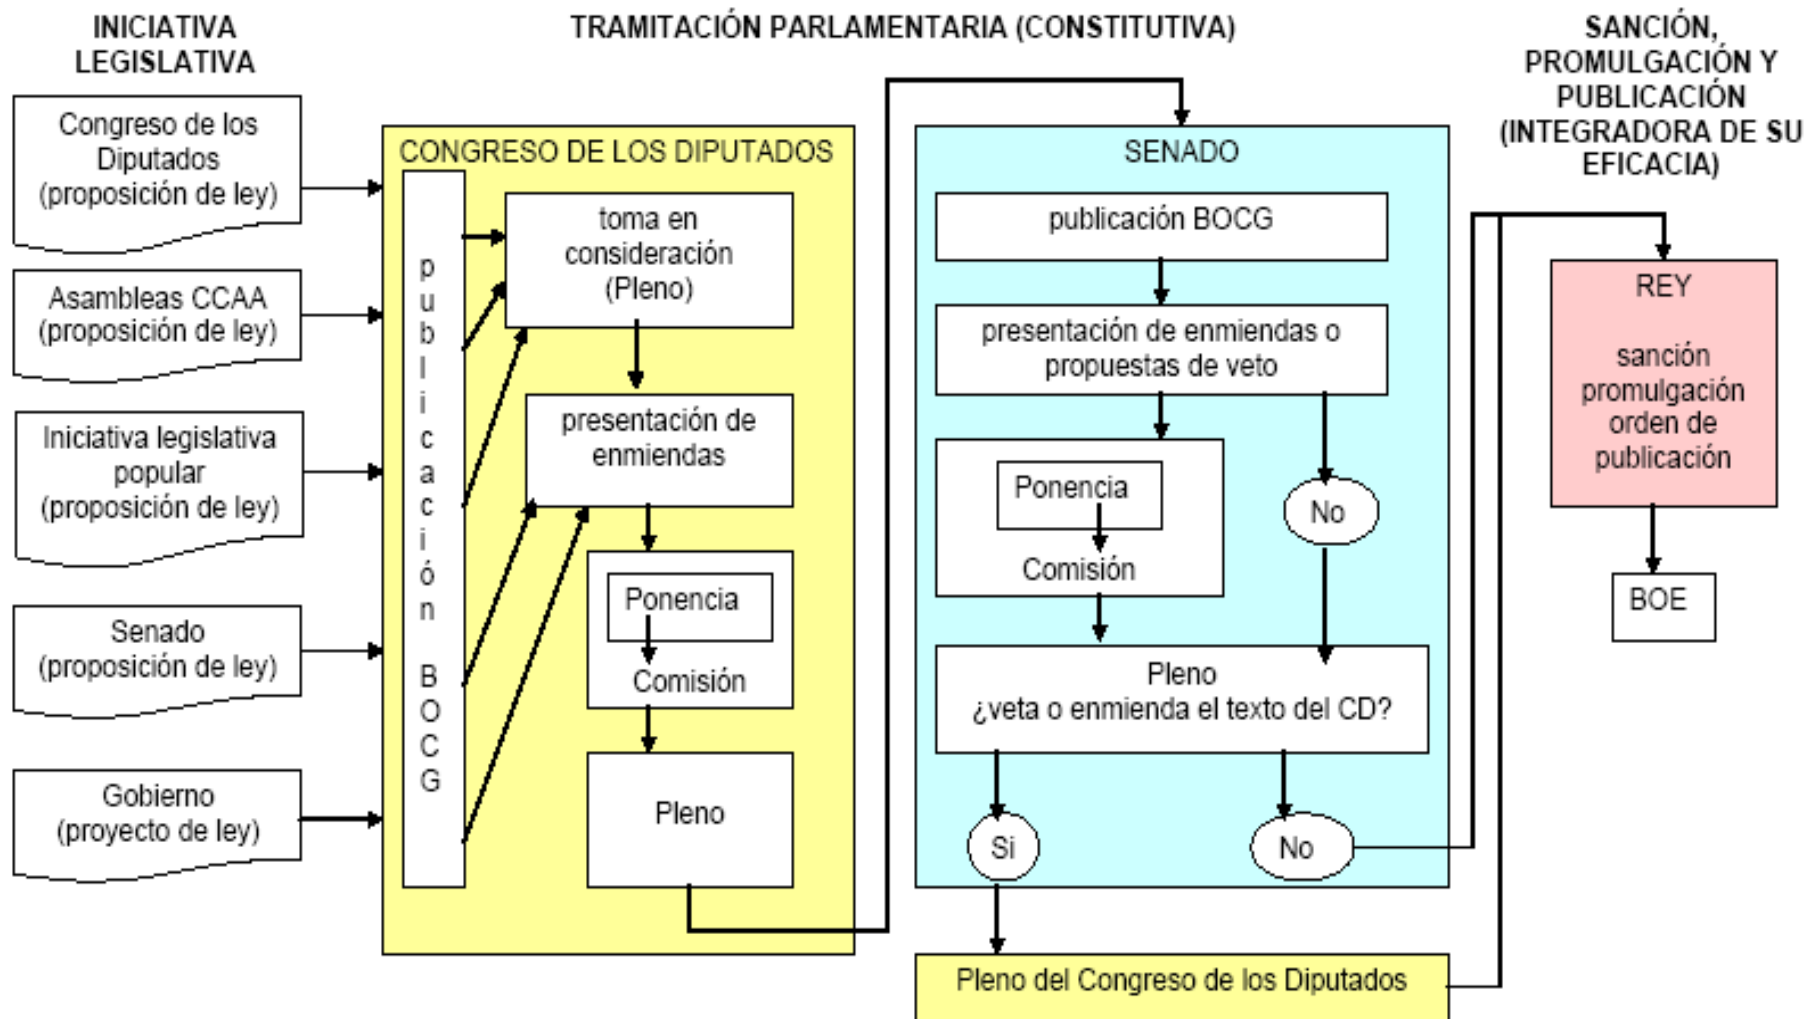 INICIATIVA
LEGISLATIVA
TRAMITACIÓN PARLAMENTARIA (CONSTITUTIVA)
SANCIÓN,
PROMULGACIÓN Y
PUBLICACIÓN
(INTEGRADORA DE SU
EFICACIA)
Congreso de los
Diputados
(proposición de ley)
Asambleas CCAA
(proposición de ley)
Iniciativa legislativa
popular
(proposición de ley)
Senado
(proposición de ley)
Gobierno
(proyecto de ley)
CONGRESO DE LOS DIPUTADOS
publicación BOCG
toma en
consideración
(Pleno)
presentación de
enmiendas
Ponencia
Comisión
Pleno
SENADO
publicación BOCG
presentación de enmiendas o
propuestas de veto
Ponencia
Comisión
No
Pleno
¿veta o enmienda el texto del CD?
Si
No
Pleno del Congreso de los Diputados
REY
sanción
promulgación
orden de
publicación
BOE